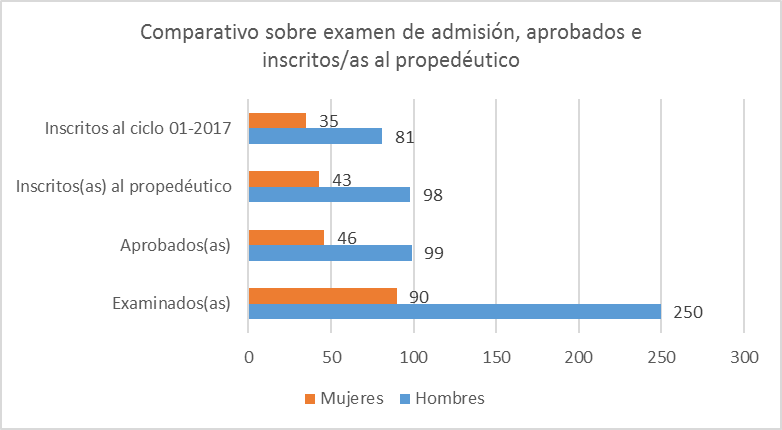 Comparativo sobre examen de admisión, aprobados e
inscritos/as al propedéutico
Inscritos al ciclo 01-2017
35
81
Inscritos(as) al propedéutico
43
98
Aprobados(as)
46
99
Examinados(as)
90
250
0 50 100 150 200 250 300
Mujeres Hombres